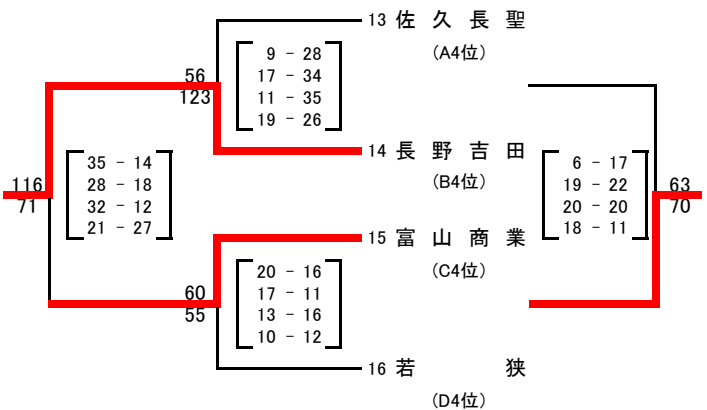 13 佐久長聖
(A4位)
56
123
9 - 28
17 - 34
11 - 35
19 - 26
14 長野吉田
(B4位)
116
71
35 - 14
28 - 18
32 - 12
21 - 27
6 - 17
19 - 22
20 - 20
18 - 11
63
70
15 富山商業
(C4位)
60
55
20 - 16
17 - 11
13 - 16
10 - 12
16 若狭
(D4位)